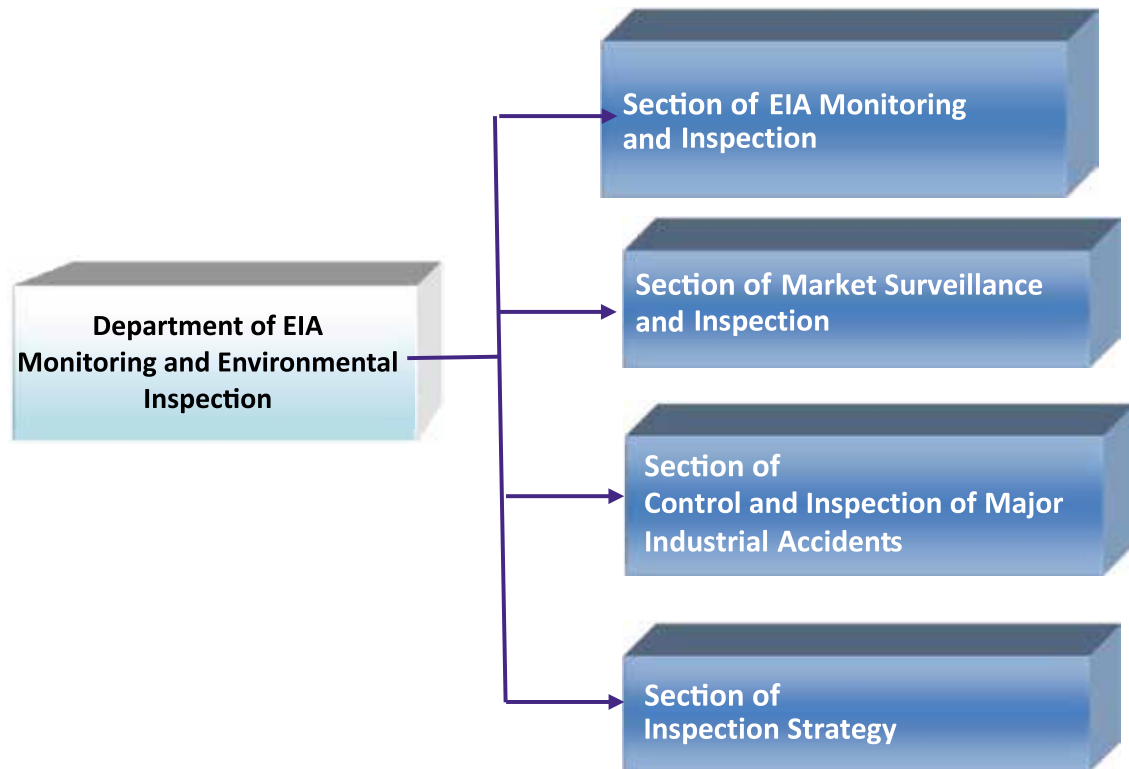 Section of EIA Monitoring
and Inspection
Section of Market Surveillance
and Inspection
Department of EIA
Monitoring and Environmental
Inspection
Section of
Control and Inspection of Major
Industrial Accidents
Section of
Inspection Strategy